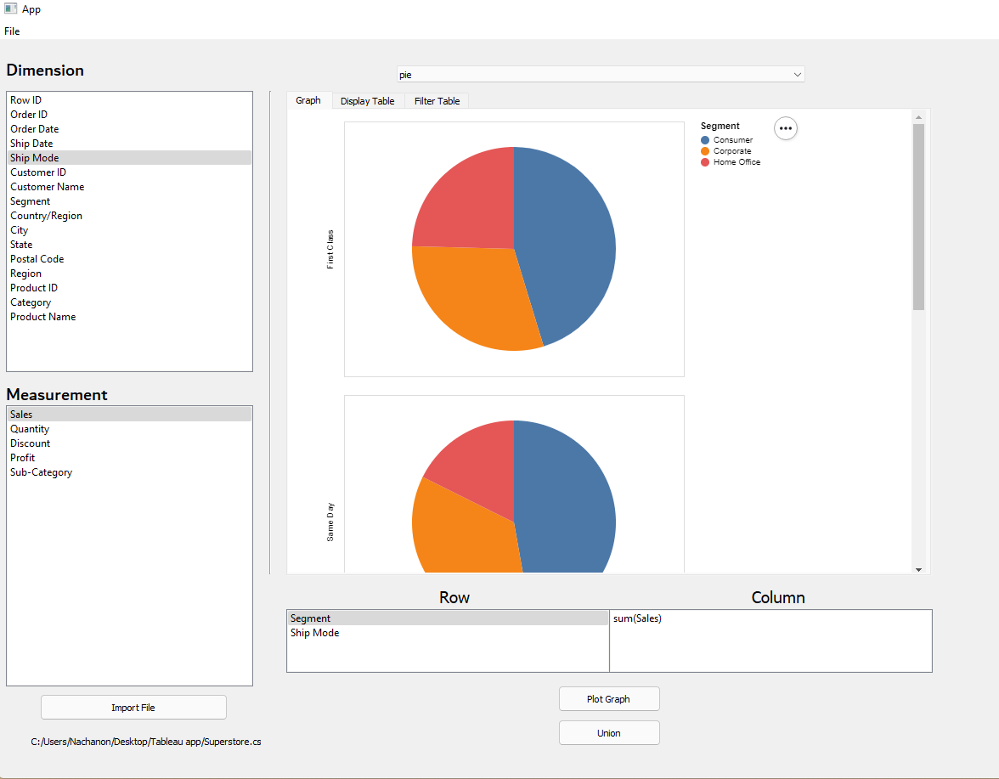 App
File
Dimension
Row ID
Order ID
Order Date
Ship Date
Ship Mode
Customer ID
Customer Name
Segment
Country/Region
City
State
Postal Code
Region
Product ID
Category
Product Name
Measurement
Sales
Quantity
Discount
Profit
Sub-Category
Import File
C:/Users/Nachanon/Desktop/Tableau app/Superstore.cs
pie
Graph Display Table Filter Table
Segment
Consumer
Corporate
Home Office
First Class
Same Day
Row Column
Segment sum(Sales)
Ship Mode
Plot Graph
Union